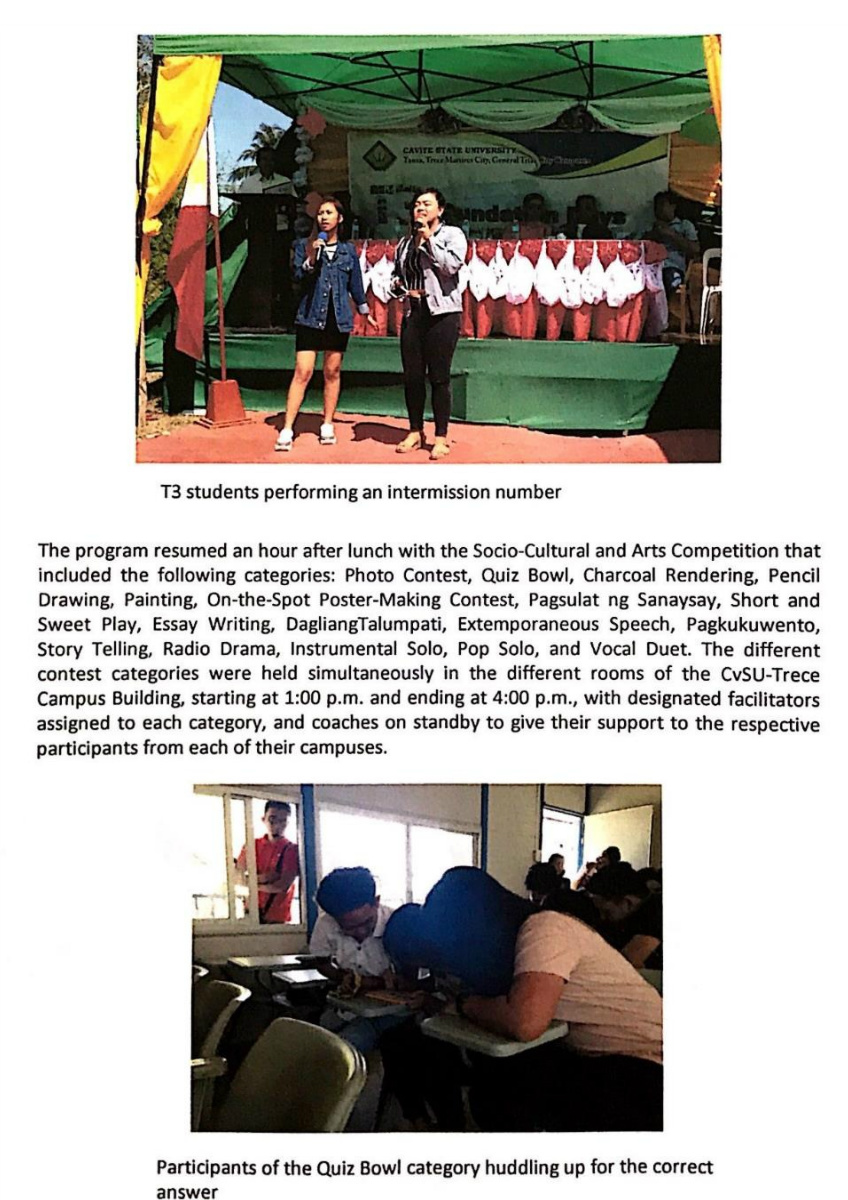 CAVITE STATE UNIVERSITY
Tanza, Trece Martires City, General Trias City Campuses
Foundation Days
T3 students performing an intermission number
The program resumed an hour after lunch with the Socio-Cultural and Arts Competition that
included the following categories: Photo Contest, Quiz Bowl, Charcoal Rendering, Pencil
Drawing, Painting, On-the-Spot Poster-Making Contest, Pagsulat ng Sanaysay, Short and
Sweet Play, Essay Writing, DagliangTalumpati, Extemporaneous Speech, Pagkukuwento,
Story Telling, Radio Drama, Instrumental Solo, Pop Solo, and Vocal Duet. The different
contest categories were held simultaneously in the different rooms of the CvSU-Trece
Campus Building, starting at 1:00 p.m. and ending at 4:00 p.m., with designated facilitators
assigned to each category, and coaches on standby to give their support to the respective
participants from each of their campuses.
Participants of the Quiz Bowl category huddling up for the correct
answer